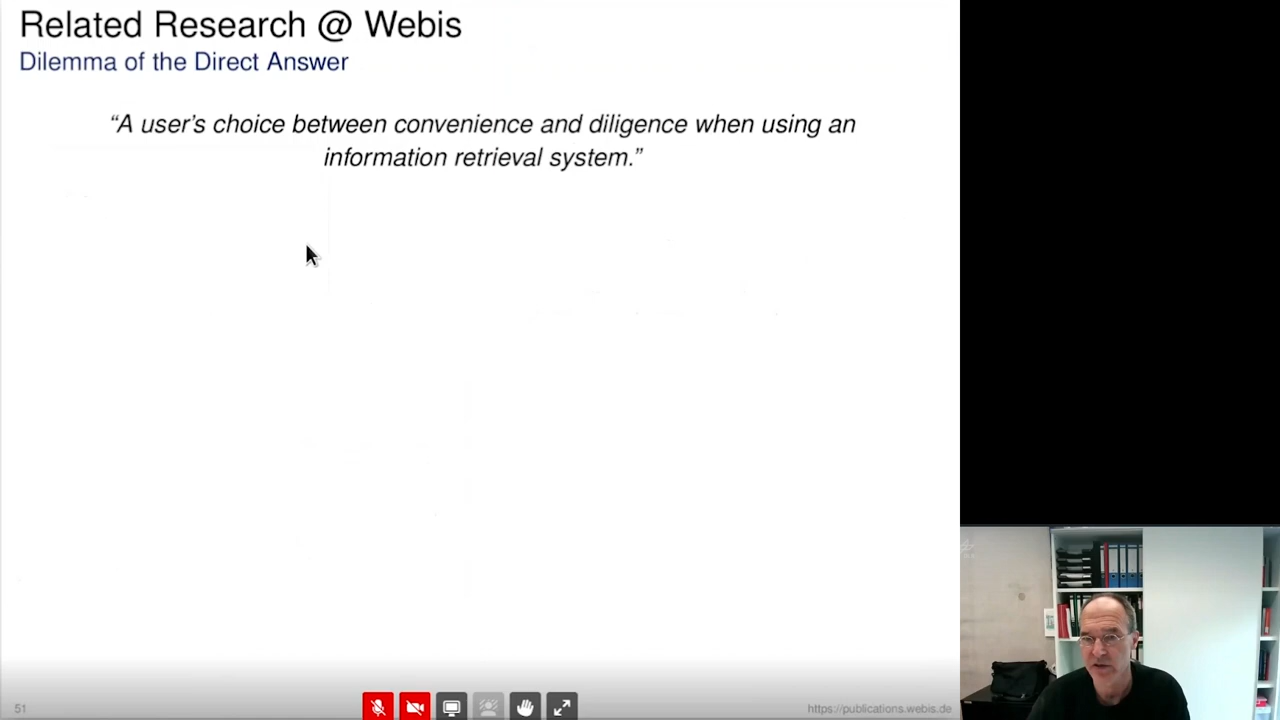 Related Research @ Webis
Dilemma of the Direct Answer
“A user’s choice between convenience and diligence when using an
information retrieval system.”
51
https://publications.webis.de